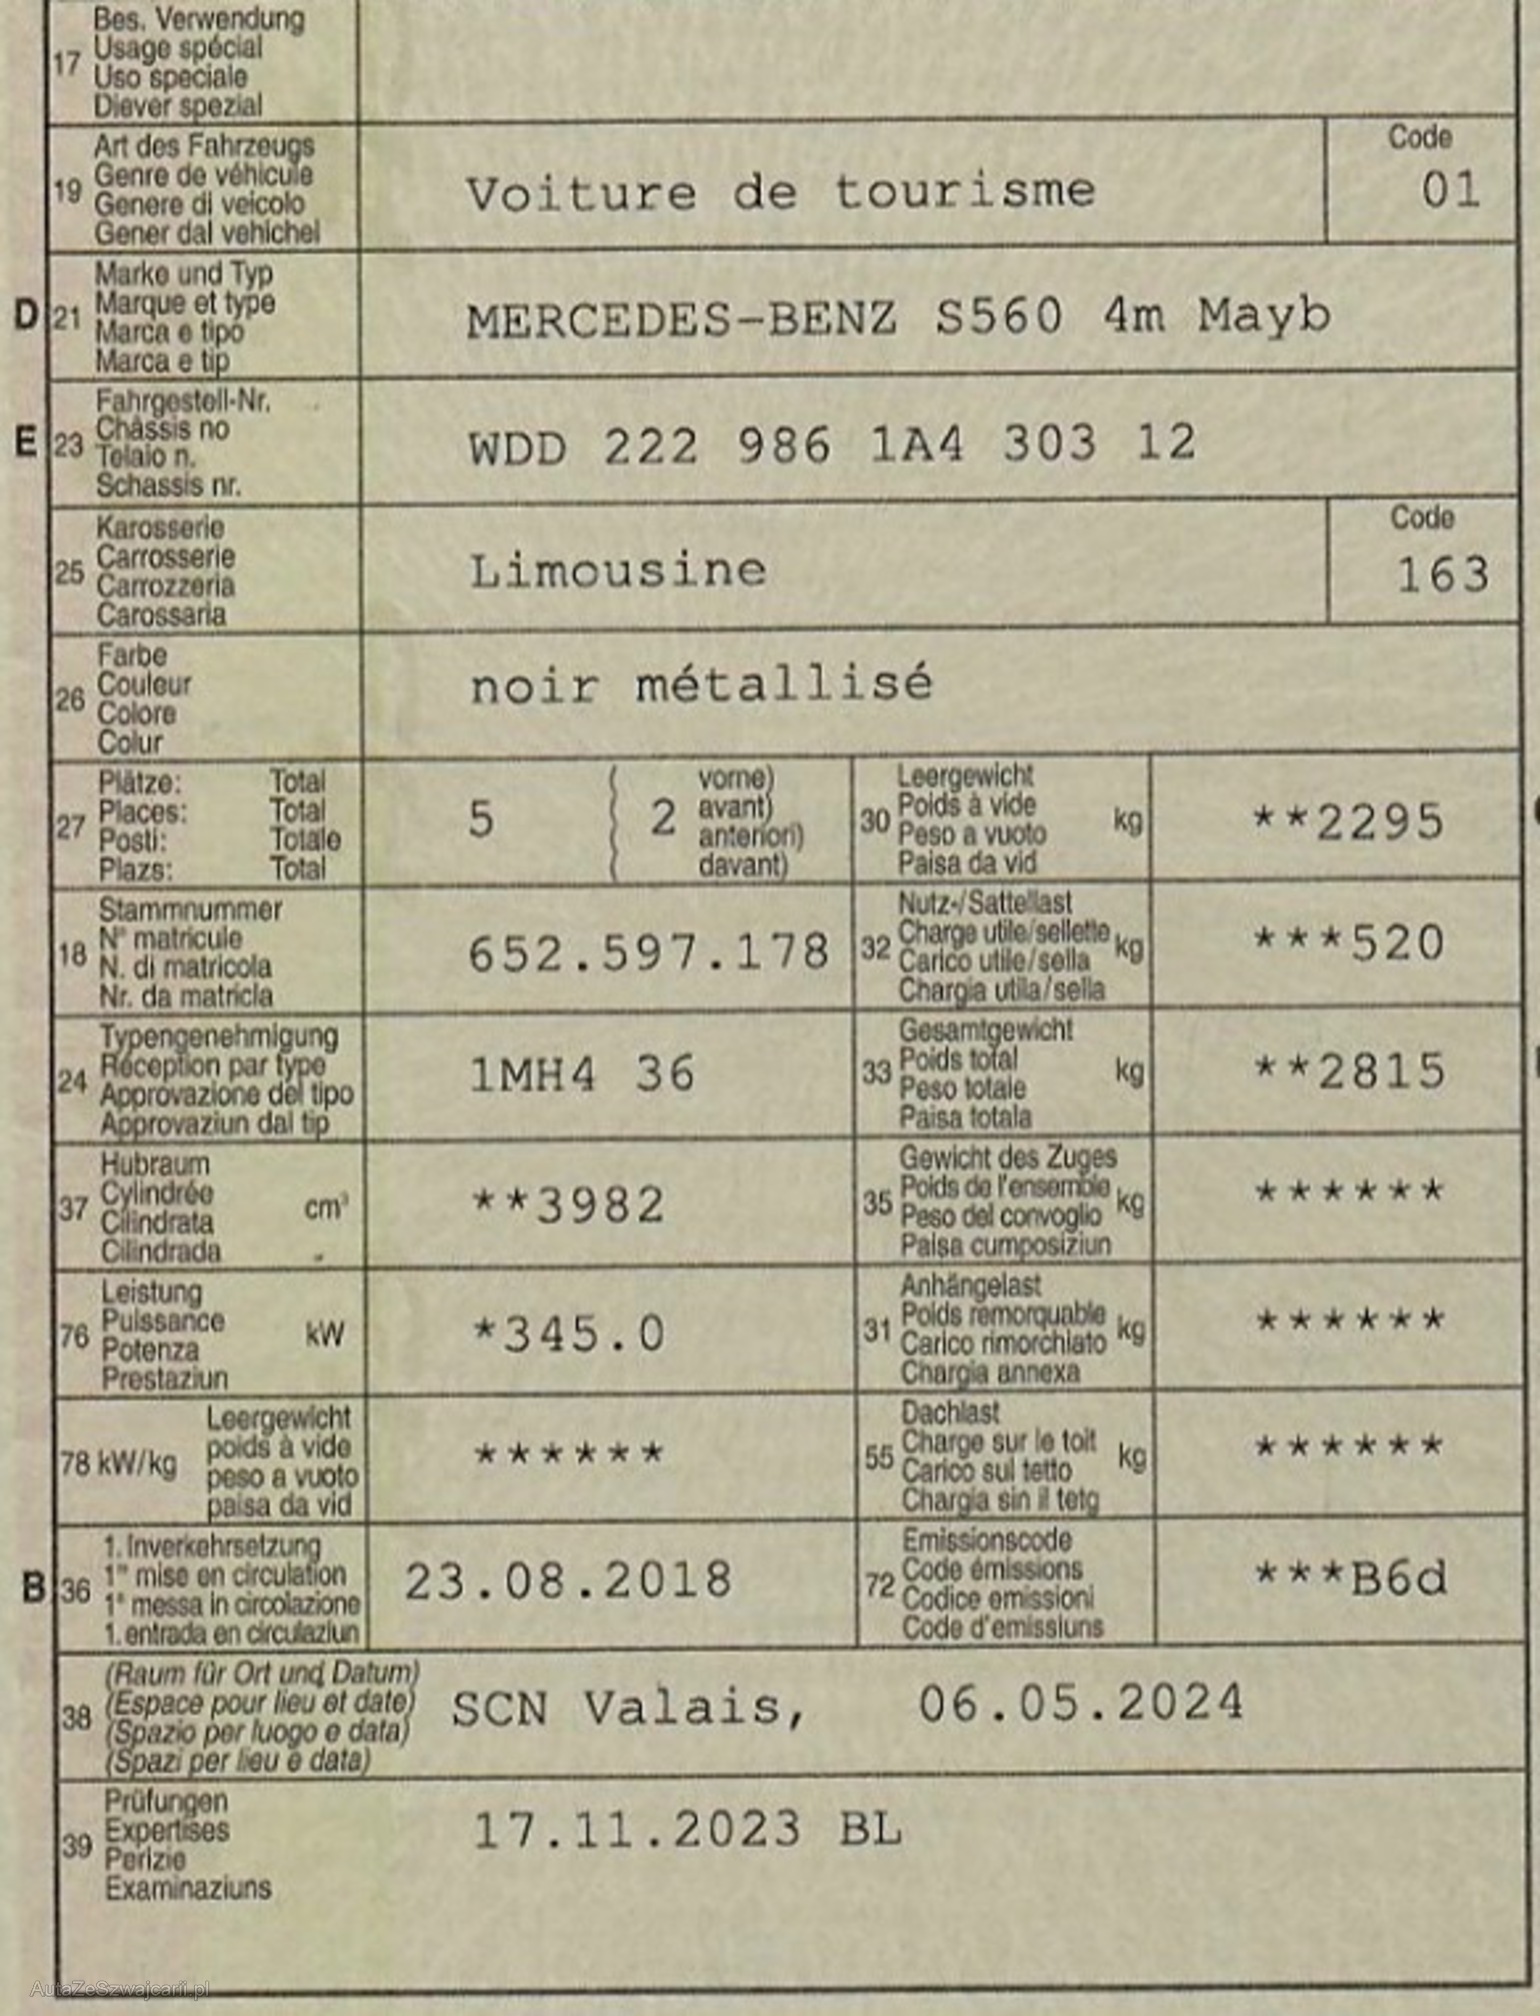 17 Bes. Verwendung
Usage spécial
Uso speciale
Diever spezial
19 Art des Fahrzeugs
Genre de véhicule
Genere di veicolo
Gener dal vehichel
Voiture de tourisme
Code
01
D 21 Marke und Typ
Marque et type
Marca e tipo
Marca e tip
MERCEDES-BENZ S560 4m Mayb
E 23 Fahrgestell-Nr.
Châssis no
Telaio n.
Schassis nr.
WDD 222 986 1A4 303 12
25 Karosserie
Carrosserie
Carrozzeria
Carossaria
Limousine
Code
163
26 Farbe
Couleur
Colore
Colur
noir métallisé
27 Plätze: Total
Places: Total
Posti: Totale
Plazs: Total
5
( 2 vorne)
( avant)
( anteriori)
( davant)
30 Leergewicht
Poids à vide
Peso a vuoto
Paisa da vid
kg
**2295
18 Stammnummer
N° matricule
N. di matricola
Nr. da matricla
652.597.178
32 Nutz-/Sattellast
Charge utile/sellette
Carico utile/sella
Chargia utila/sella
kg
***520
24 Typengenehmigung
Réception par type
Approvazione del tipo
Approvaziun dal tip
1MH4 36
33 Gesamtgewicht
Poids total
Peso totale
Paisa totala
kg
**2815
37 Hubraum
Cylindrée
Cilindrata
Cilindrada
cm³
**3982
35 Gewicht des Zuges
Poids de l'ensemble
Peso del convoglio
Paisa cumposiziun
kg
******
76 Leistung
Puissance
Potenza
Prestaziun
kW
*345.0
31 Anhängelast
Poids remorquable
Carico rimorchiato
Chargia annexa
kg
******
78 kW/kg
Leergewicht
poids à vide
peso a vuoto
paisa da vid
******
55 Dachlast
Charge sur le toit
Carico sul tetto
Chargia sin il tetg
kg
******
B 36 1. Inverkehrsetzung
1re mise en circulation
1a messa in circolazione
1. entrada en circulaziun
23.08.2018
72 Emissionscode
Code émissions
Codice emissioni
Code d'emissiuns
***B6d
38 (Raum für Ort und Datum)
(Espace pour lieu et date)
(Spazio per luogo e data)
(Spazi per lieu e data)
SCN Valais, 06.05.2024
39 Prüfungen
Expertises
Perizie
Examinaziuns
17.11.2023 BL
AutaZeSzwajcarii.pl